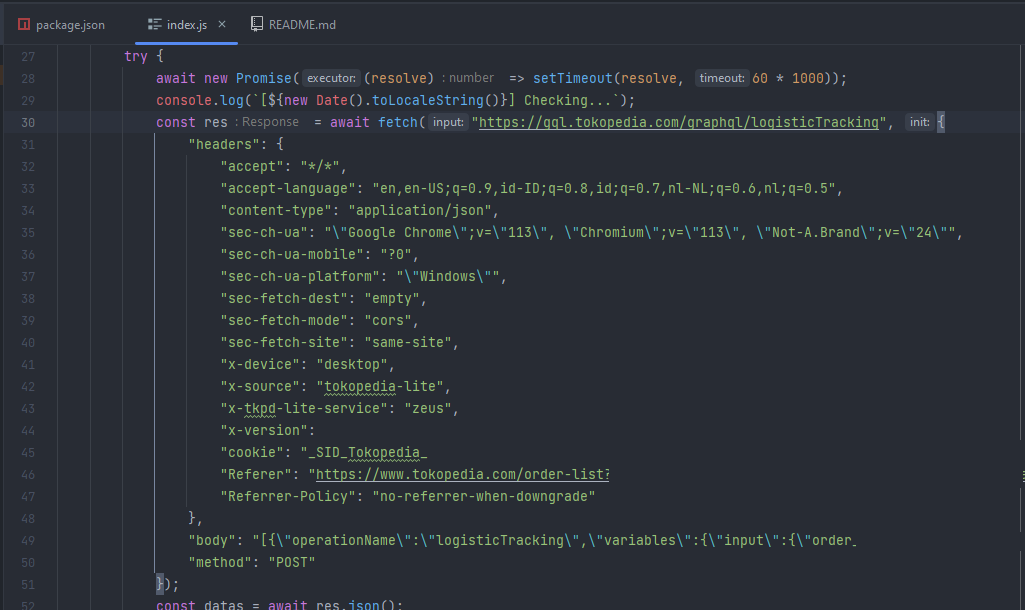 package.json index.js × README.md
27 try {
28 await new Promise( executor: (resolve) : number => setTimeout(resolve, timeout: 60 * 1000));
29 console.log(`[${new Date().toLocaleString()}] Checking...`);
30 const res : Response = await fetch( input: "https://gql.tokopedia.com/graphql/logisticTracking", init: {
31 "headers": {
32 "accept": "*/*",
33 "accept-language": "en,en-US;q=0.9,id-ID;q=0.8,id;q=0.7,nl-NL;q=0.6,nl;q=0.5",
34 "content-type": "application/json",
35 "sec-ch-ua": "\"Google Chrome\";v=\"113\", \"Chromium\";v=\"113\", \"Not-A.Brand\";v=\"24\"",
36 "sec-ch-ua-mobile": "?0",
37 "sec-ch-ua-platform": "\"Windows\"",
38 "sec-fetch-dest": "empty",
39 "sec-fetch-mode": "cors",
40 "sec-fetch-site": "same-site",
41 "x-device": "desktop",
42 "x-source": "tokopedia-lite",
43 "x-tkpd-lite-service": "zeus",
44 "x-version":
45 "cookie": "_SID_Tokopedia_
46 "Referer": "https://www.tokopedia.com/order-list?
47 "Referrer-Policy": "no-referrer-when-downgrade"
48 },
49 "body": "[{\"operationName\":\"logisticTracking\",\"variables\":{\"input\":{\"order_
50 "method": "POST"
51 });
52 const datas = await res.json();